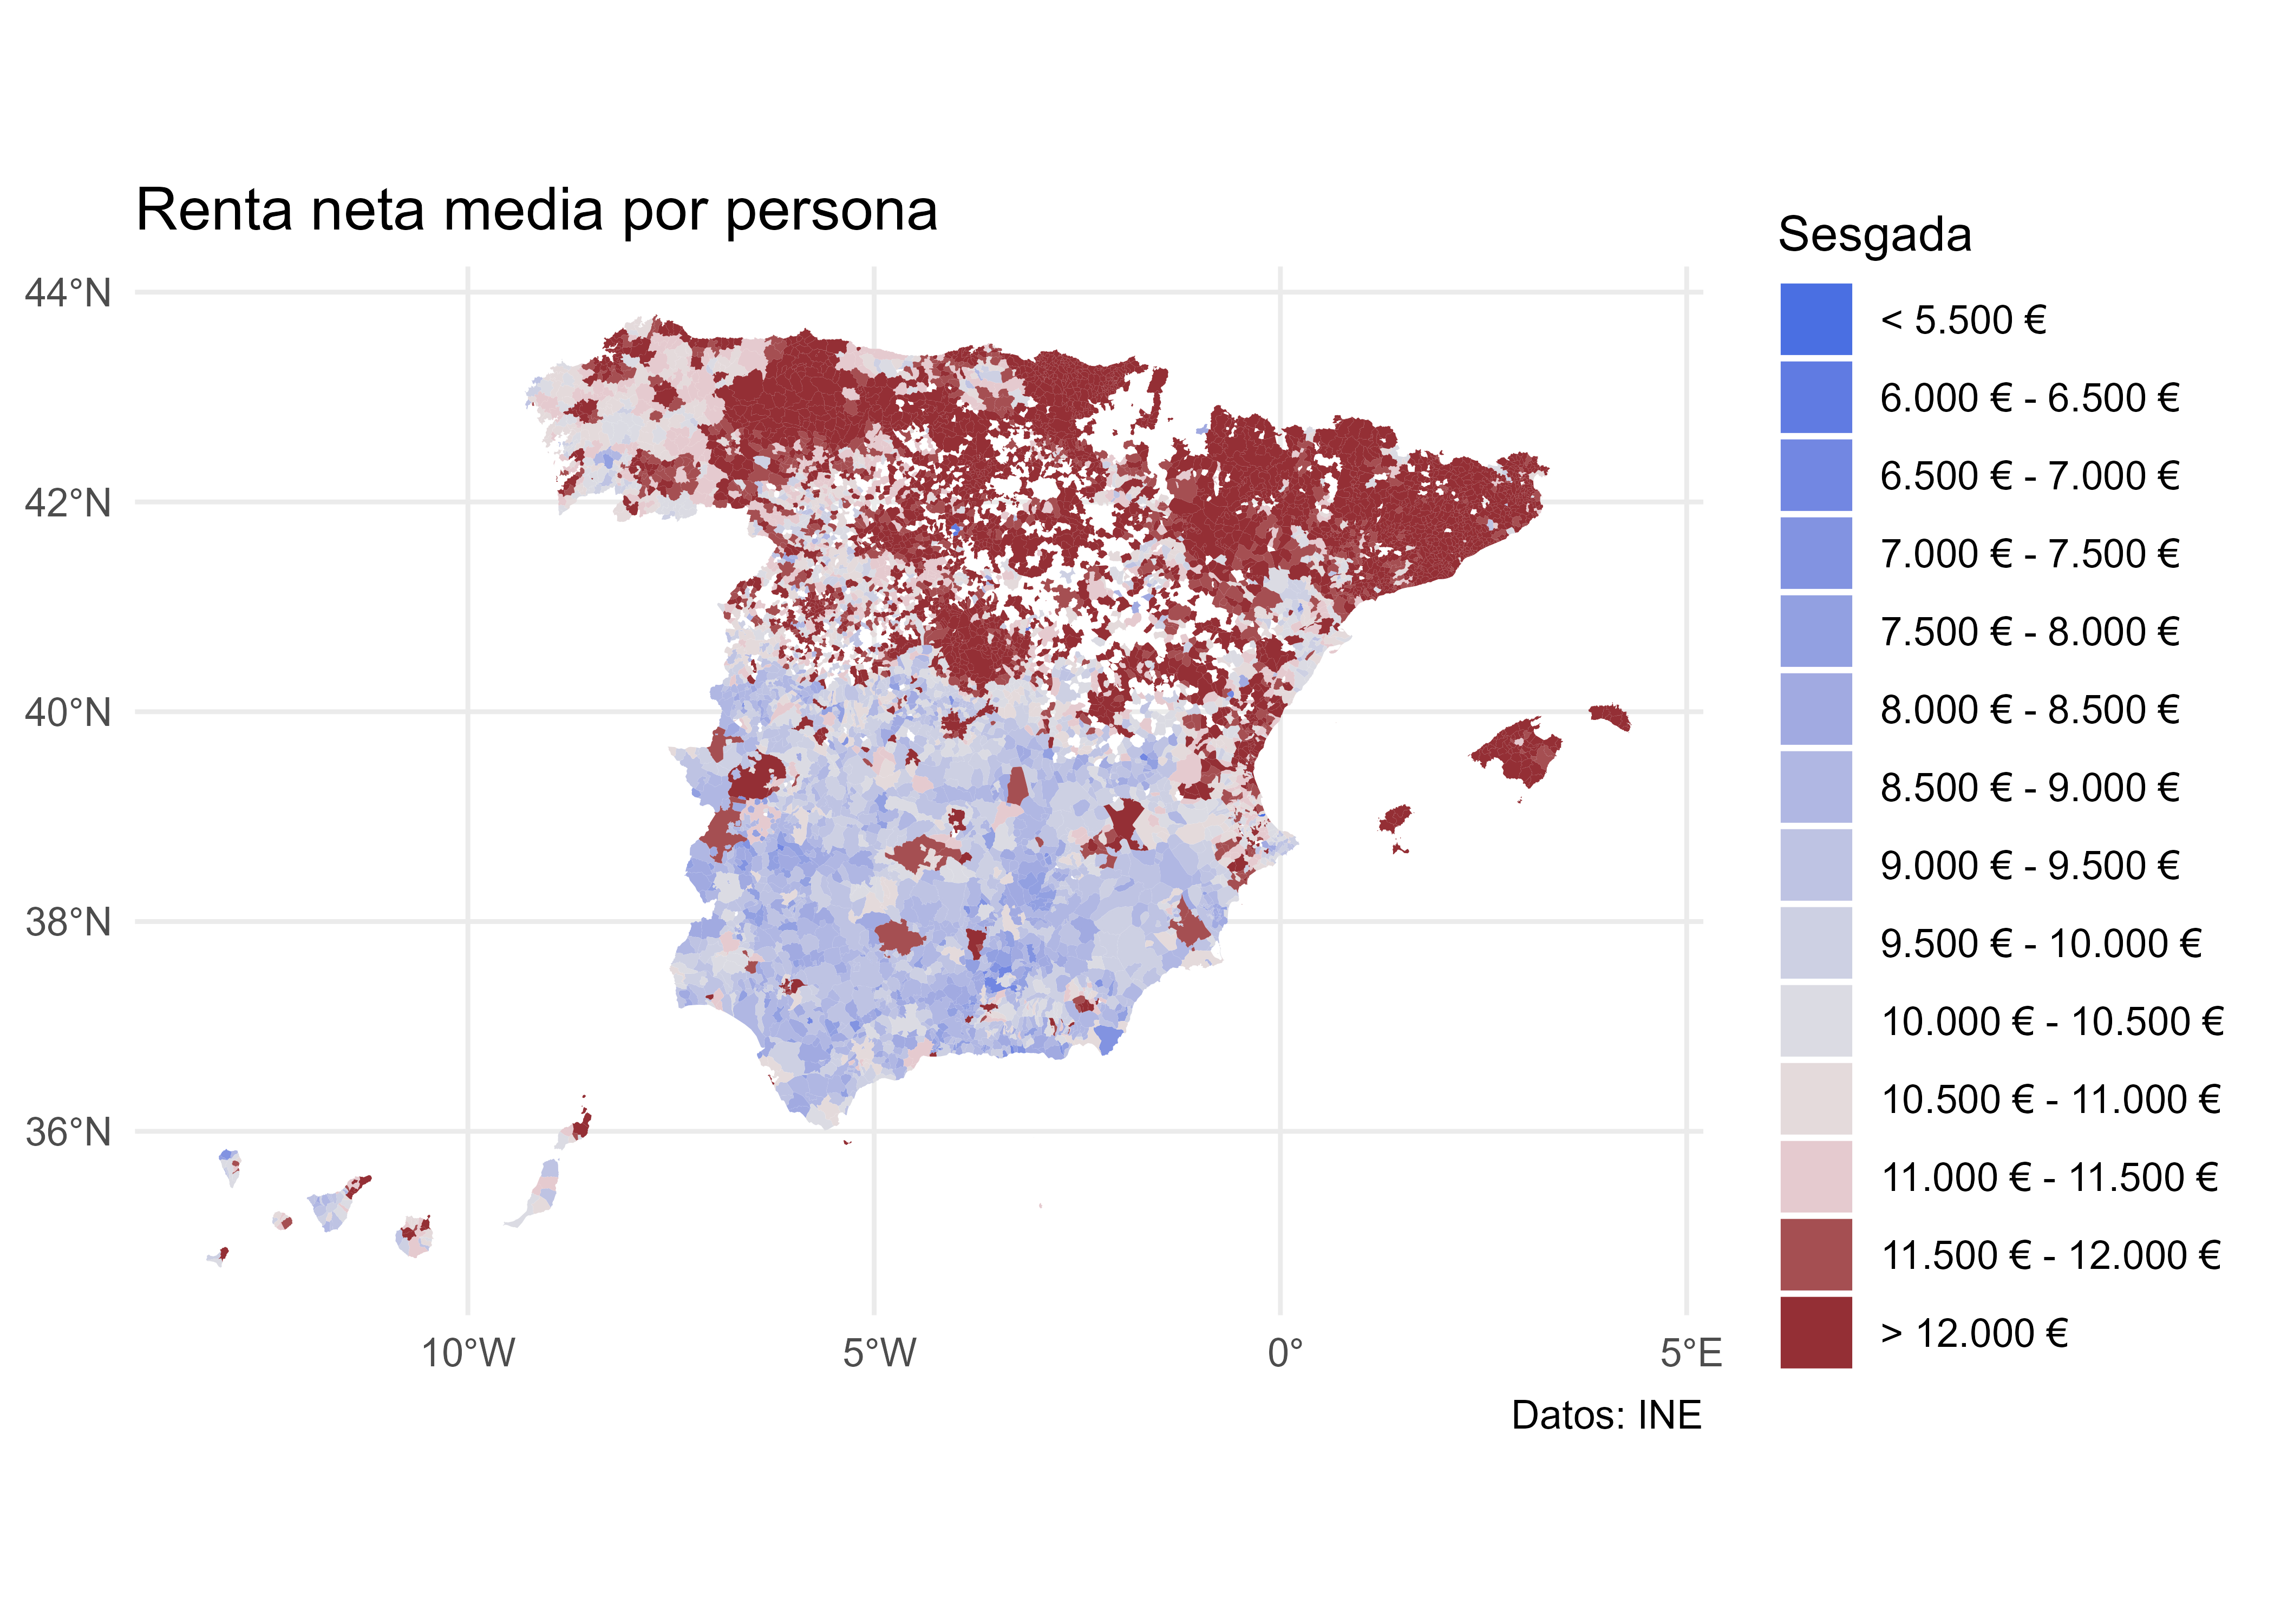 Renta neta media por persona
Sesgada
< 5.500 €
6.000 € - 6.500 €
6.500 € - 7.000 €
7.000 € - 7.500 €
7.500 € - 8.000 €
8.000 € - 8.500 €
8.500 € - 9.000 €
9.000 € - 9.500 €
9.500 € - 10.000 €
10.000 € - 10.500 €
10.500 € - 11.000 €
11.000 € - 11.500 €
11.500 € - 12.000 €
> 12.000 €
44°N
42°N
40°N
38°N
36°N
10°W
5°W
0°
5°E
Datos: INE